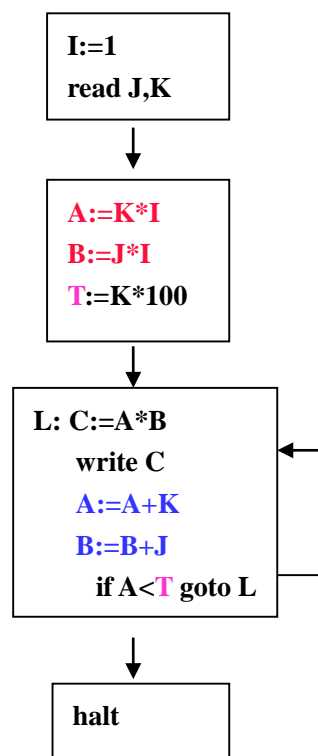 I:=1
read J,K
A:=K*I
B:=J*I
T:=K*100
L: C:=A*B
write C
A:=A+K
B:=B+J
if A<T goto L
halt